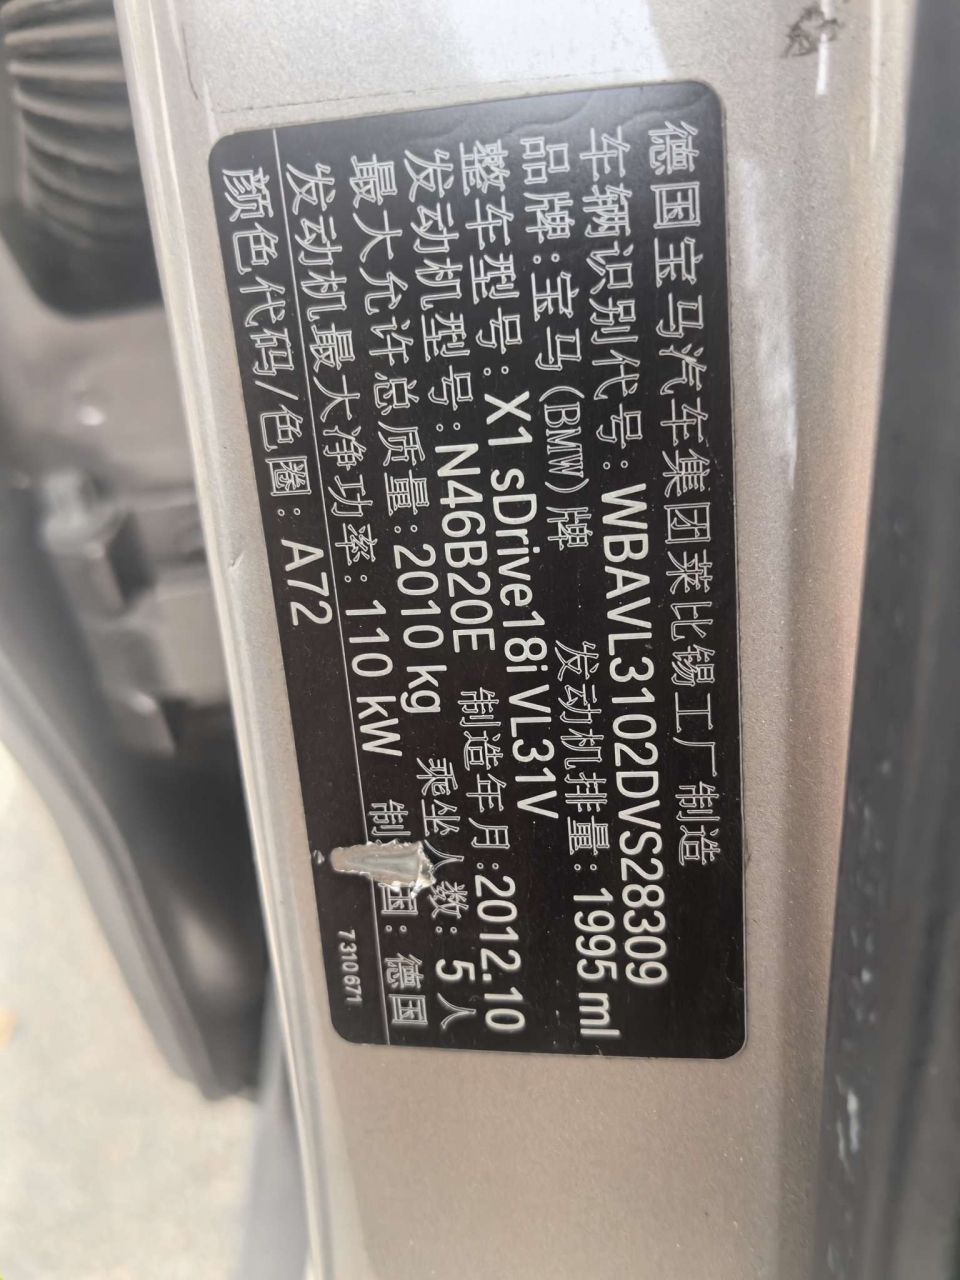 德国宝马汽车集团莱比锡工厂制造
车辆识别代号: WBAVL3102DVS28309
品牌:宝马(BMW)牌 发动机排量: 1995 ml
整车型号: X1 sDrive18i VL31V
发动机型号: N46B20E 制造年月:2012.10
最大允许总质量: 2010 kg 乘坐人数: 5 人
发动机最大净功率: 110 kW 制 国: 德国
颜色代码/色圈: A72
7310671